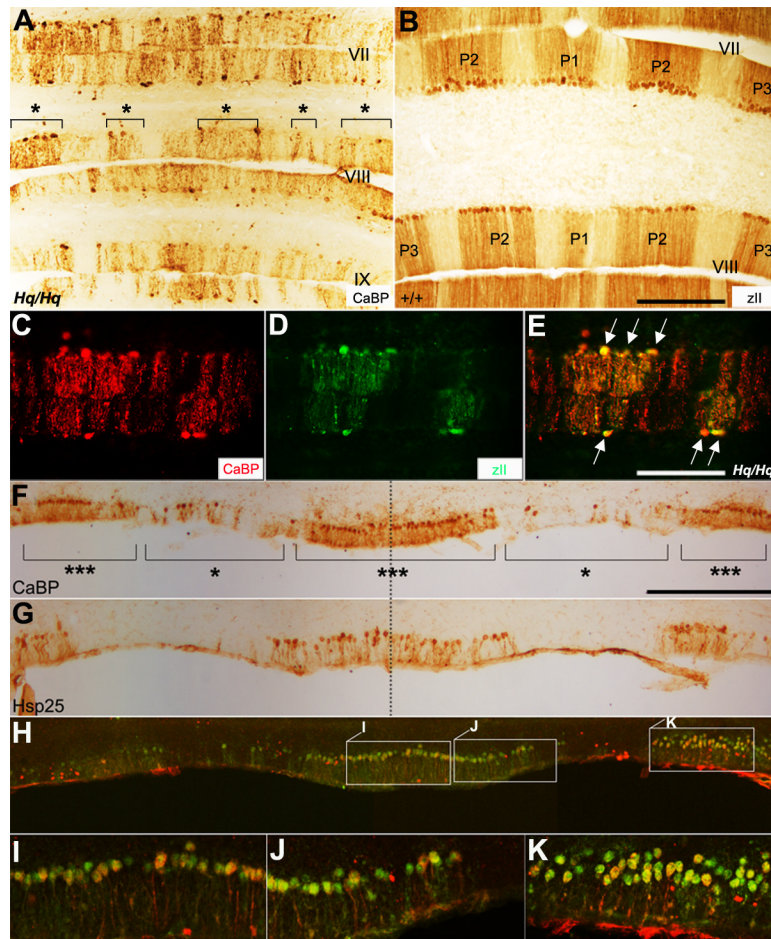 A
B
VII
VII
P2
P1
P2
P3
* * * * *
VIII
P3
P2
P1
P2
P3
VIII
IX
Hq/Hq
CaBP
+/+
zII
C
D
E
CaBP
zII
Hq/Hq
F
*** * *** * ***
CaBP
G
Hsp25
H
I
J
K
I
J
K